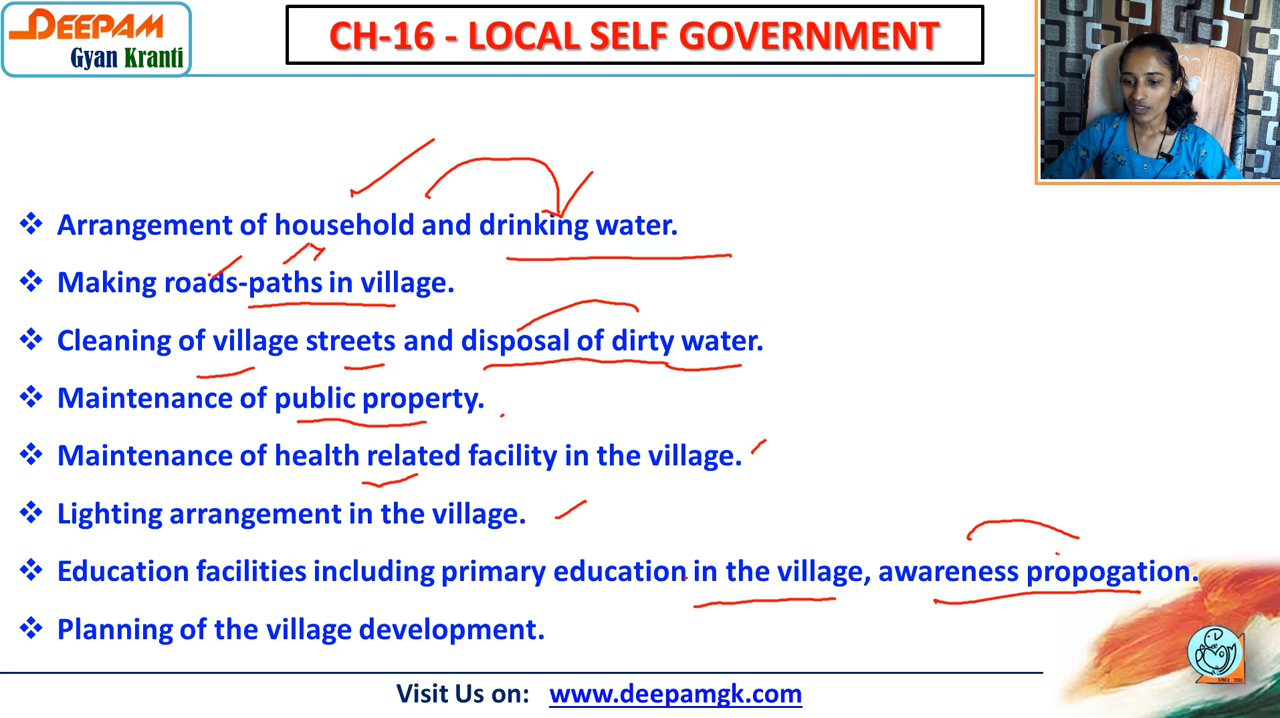 DEEPAM
Gyan Kranti
CH-16 - LOCAL SELF GOVERNMENT
❖ Arrangement of household and drinking water.
❖ Making roads-paths in village.
❖ Cleaning of village streets and disposal of dirty water.
❖ Maintenance of public property.
❖ Maintenance of health related facility in the village.
❖ Lighting arrangement in the village.
❖ Education facilities including primary education in the village, awareness propogation.
❖ Planning of the village development.
SINCE 2002
Visit Us on: www.deepamgk.com